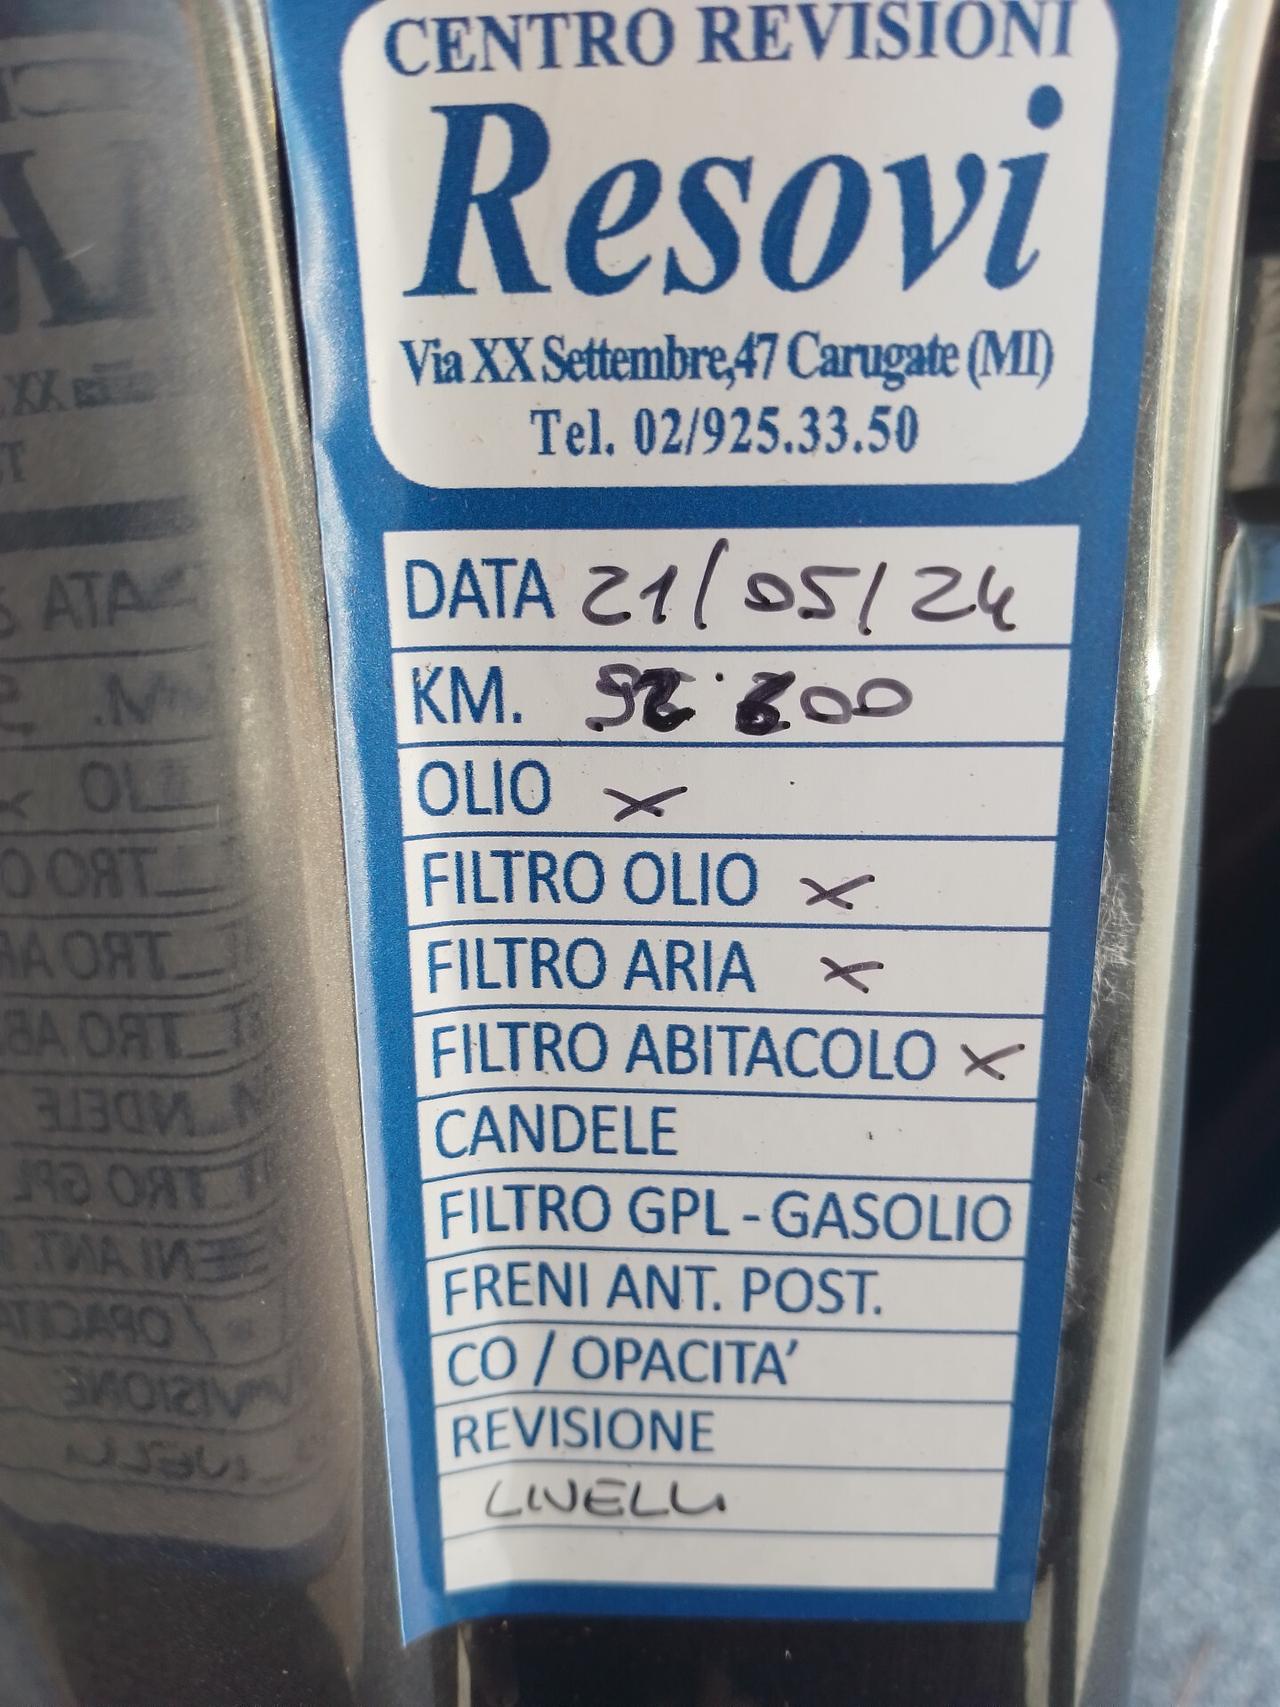 CENTRO REVISIONI
Resovi
Via XX Settembre,47 Carugate (MI)
Tel. 02/925.33.50
DATA 21/05/24
KM.
OLIO X
FILTRO OLIO X
FILTRO ARIA X
FILTRO ABITACOLO X
CANDELE
FILTRO GPL - GASOLIO
FRENI ANT. POST.
CO / OPACITA'
REVISIONE
LIVELLI